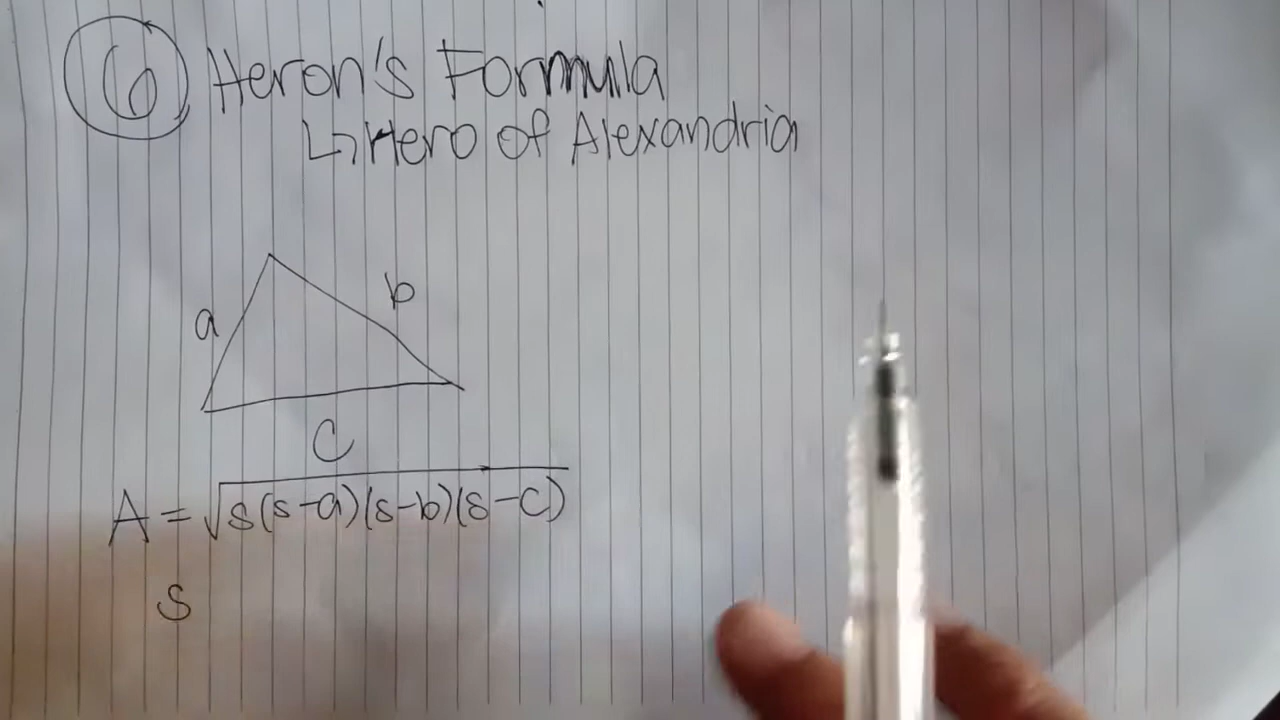 6 Heron's Formula
↳ Hero of Alexandria
a
b
C
A = √s(s-a)(s-b)(s-c)
s